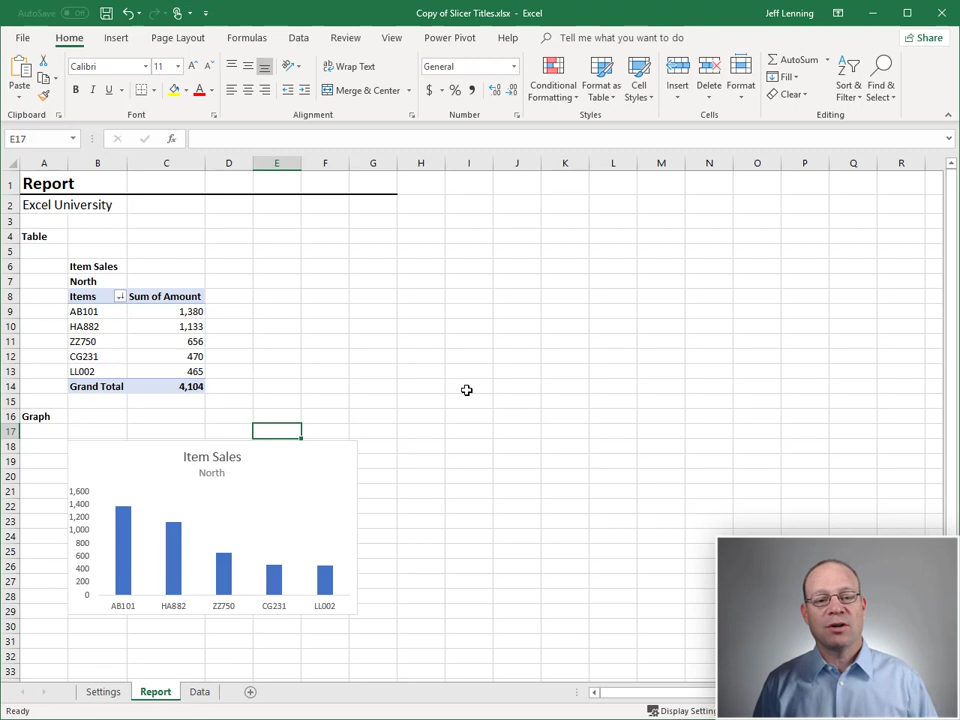 AutoSave Off
Copy of Slicer Titles.xlsx - Excel
Jeff Lenning
File Home Insert Page Layout Formulas Data Review View Power Pivot Help Tell me what you want to do Share
Paste
Clipboard
Calibri 11
B I U
Font
Wrap Text
Merge & Center
Alignment
General
$ % ,
Number
Conditional Formatting
Format as Table
Cell Styles
Styles
Insert Delete Format
Cells
AutoSum
Fill
Clear
Sort & Filter
Find & Select
Editing
E17
fx
A B C D E F G H I J K L M N O P Q R
1 Report
2 Excel University
3
4 Table
5
6 Item Sales
7 North
8 Items Sum of Amount
9 AB101 1,380
10 HA882 1,133
11 ZZ750 656
12 CG231 470
13 LL002 465
14 Grand Total 4,104
15
16 Graph
17
18
19
20
21
22
23
24
25
26
27
28
29
30
31
32
33
Item Sales
North
1,600
1,400
1,200
1,000
800
600
400
200
0
AB101 HA882 ZZ750 CG231 LL002
Settings Report Data
Ready